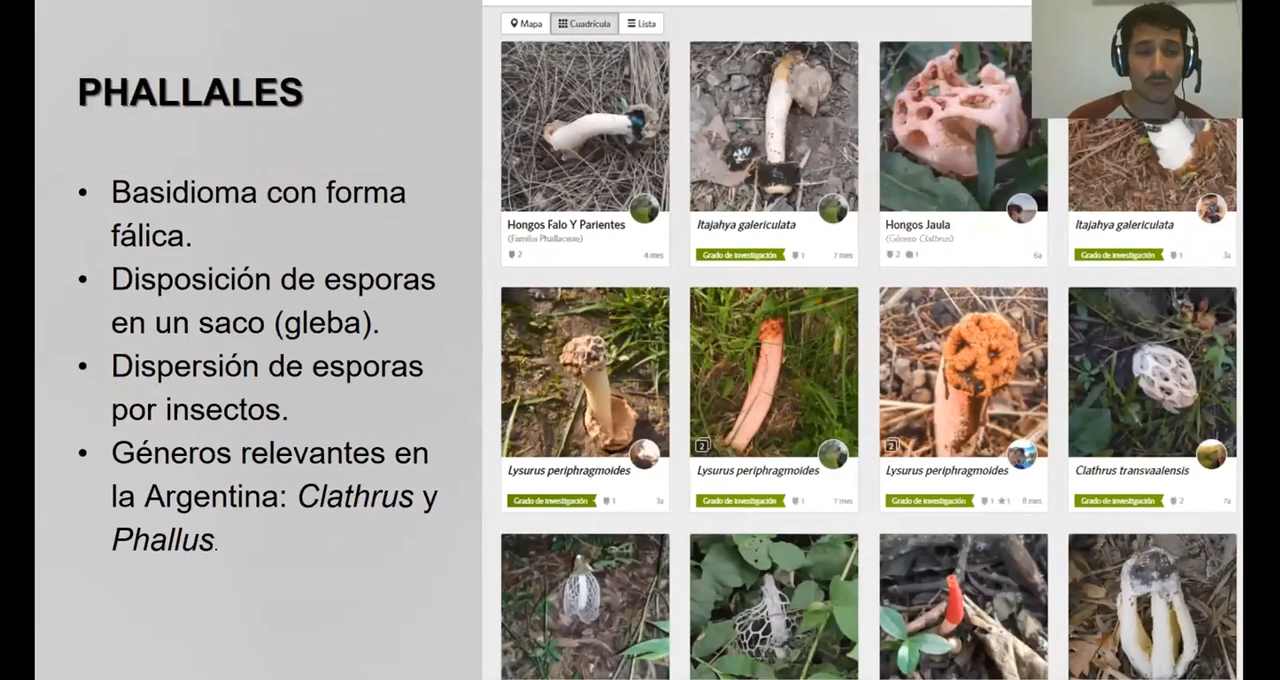 PHALLALES
• Basidioma con forma
fálica.
• Disposición de esporas
en un saco (gleba).
• Dispersión de esporas
por insectos.
• Géneros relevantes en
la Argentina: Clathrus y
Phallus.
Mapa
Cuadrícula
Lista
Hongos Falo Y Parientes
(Familia Phallaceae)
2
4 mes
Itajahya galericulata
Grado de investigación
1
7 mes
Hongos Jaula
(Género Clathrus)
2
1
6a
Itajahya galericulata
Grado de investigación
1
3a
2
2
Lysurus periphragmoides
Grado de investigación
1
3a
Lysurus periphragmoides
Grado de investigación
1
7 mes
Lysurus periphragmoides
Grado de investigación
1
1
8 mes
Clathrus transvaalensis
Grado de investigación
2
7a